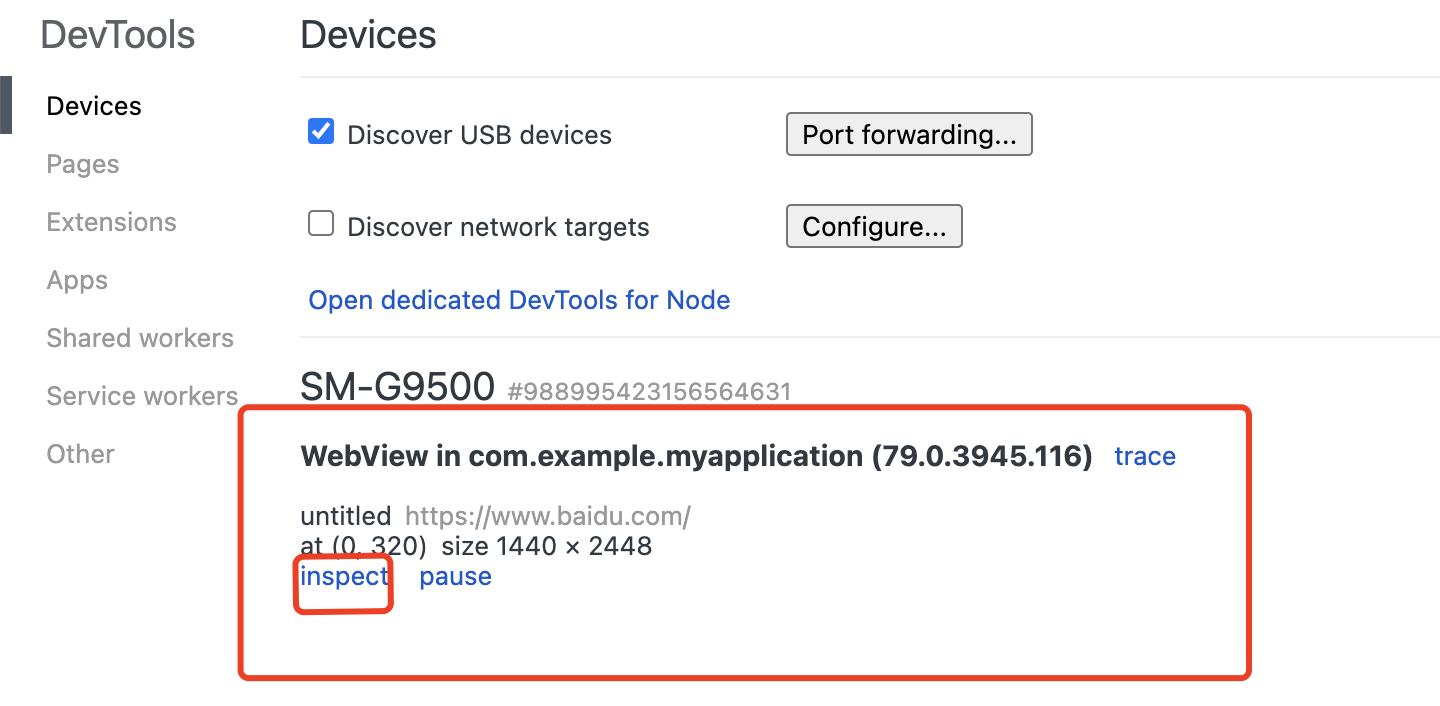 DevTools
Devices
Pages
Extensions
Apps
Shared workers
Service workers
Other
Devices
Discover USB devices
Port forwarding...
Discover network targets
Configure...
Open dedicated DevTools for Node
SM-G9500 #988995423156564631
WebView in com.example.myapplication (79.0.3945.116) trace
untitled https://www.baidu.com/
at (0, 320) size 1440 × 2448
inspect pause